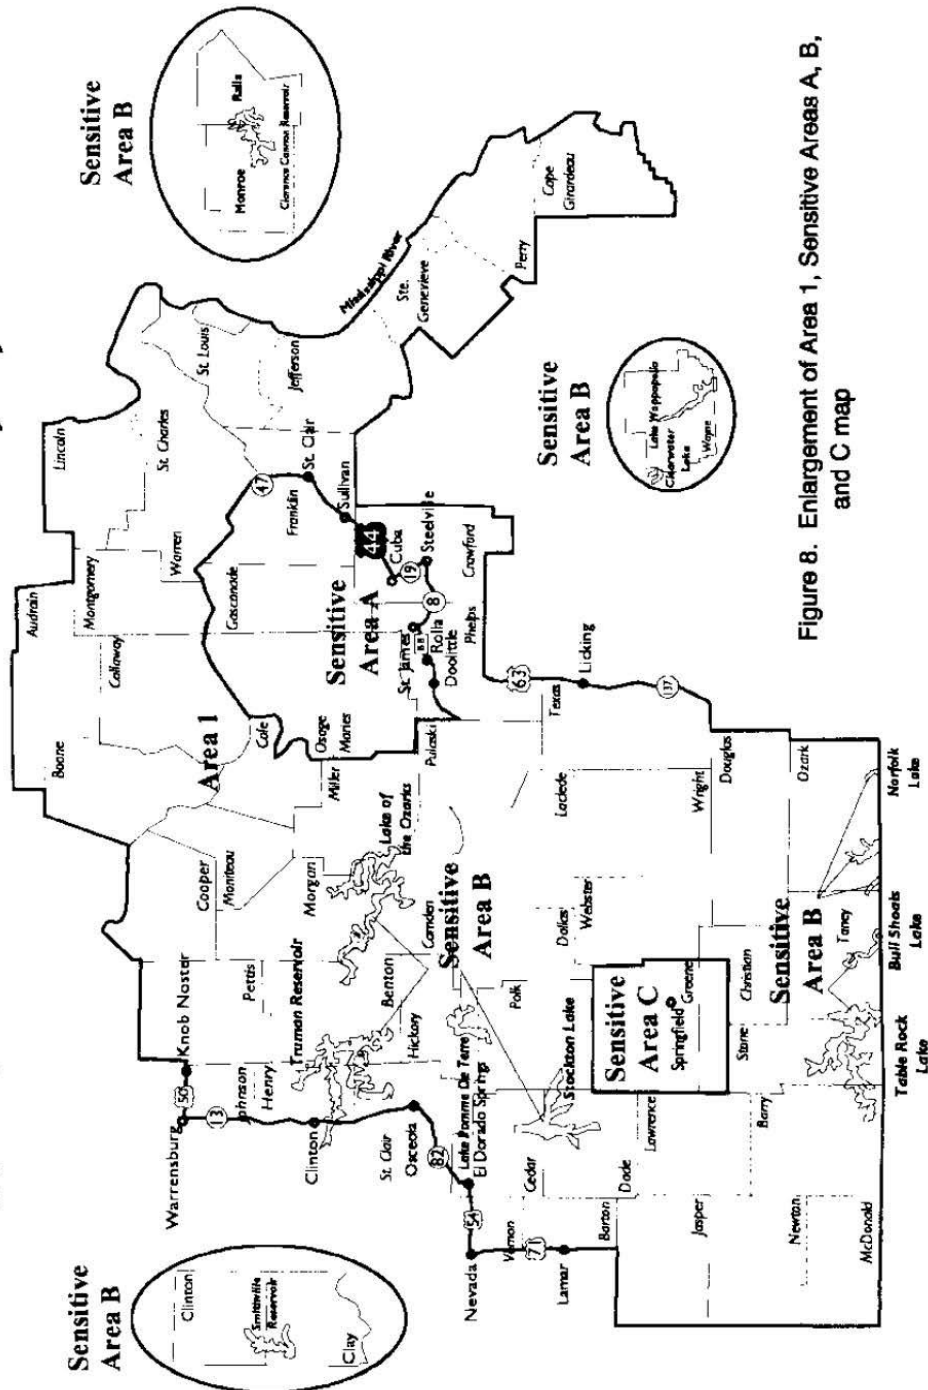 Sensitive
Area B
Clinton
Smithville
Reservoir
Clay
Warrensburg
50
Knob Noster
13
Johnson
Henry
Clinton
St. Clair
Osceola
82
Lake Pomme De Terre
El Dorado Springs
54
Nevada
Vernon
71
Lamar
Barton
Cedar
Dade
Stockton Lake
Jasper
Lawrence
Newton
McDonald
Barry
Pettis
Truman Reservoir
Benton
Hickory
Cooper
Moniteau
Morgan
Camden
Lake of
the Ozarks
Sensitive
Area B
Polk
Dallas
Webster
Sensitive
Area C
Springfield
Greene
Christian
Stone
Sensitive
Area B
Taney
Table Rock
Lake
Bull Shoals
Lake
Norfolk
Lake
Ozark
Douglas
Wright
Laclede
Texas
63
Licking
137
Pulaski
Miller
Area 1
Boone
Cole
Osage
Marier
Callaway
Audrain
Montgomery
Warren
Gasconade
Sensitive
Area A
St. James
Rolla
Doolittle
Phelps
8
19
Cuba
Steelville
Crawford
44
Sullivan
Franklin
St. Clair
47
Lincoln
St. Charles
St. Louis
Jefferson
Mississippi River
Ste.
Genevieve
Perry
Cape
Girardeau
Sensitive
Area B
Monroe
Ralls
Clarence Cannon Reservoir
Sensitive
Area B
Lake Wappapello
Clearwater
Lake
Wayne
Figure 8. Enlargement of Area 1, Sensitive Areas A, B,
and C map